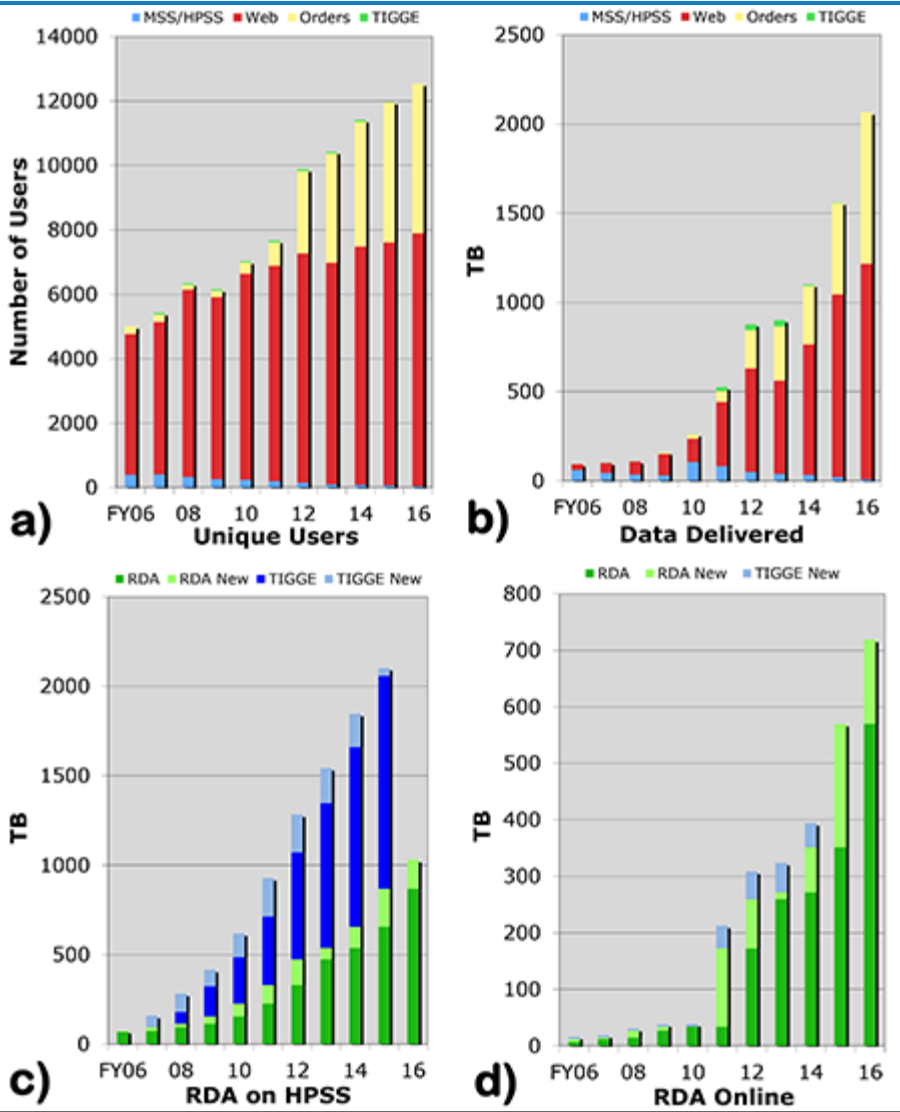 MSS/HPSS Web Orders TIGGE
14000
12000
10000
8000
6000
4000
2000
0
Number of Users
FY06 08 10 12 14 16
Unique Users
a)
MSS/HPSS Web Orders TIGGE
2500
2000
1500
1000
500
0
TB
FY06 08 10 12 14 16
Data Delivered
b)
RDA RDA New TIGGE TIGGE New
2500
2000
1500
1000
500
0
TB
FY06 08 10 12 14 16
RDA on HPSS
c)
RDA RDA New TIGGE New
800
700
600
500
400
300
200
100
0
TB
FY06 08 10 12 14 16
RDA Online
d)